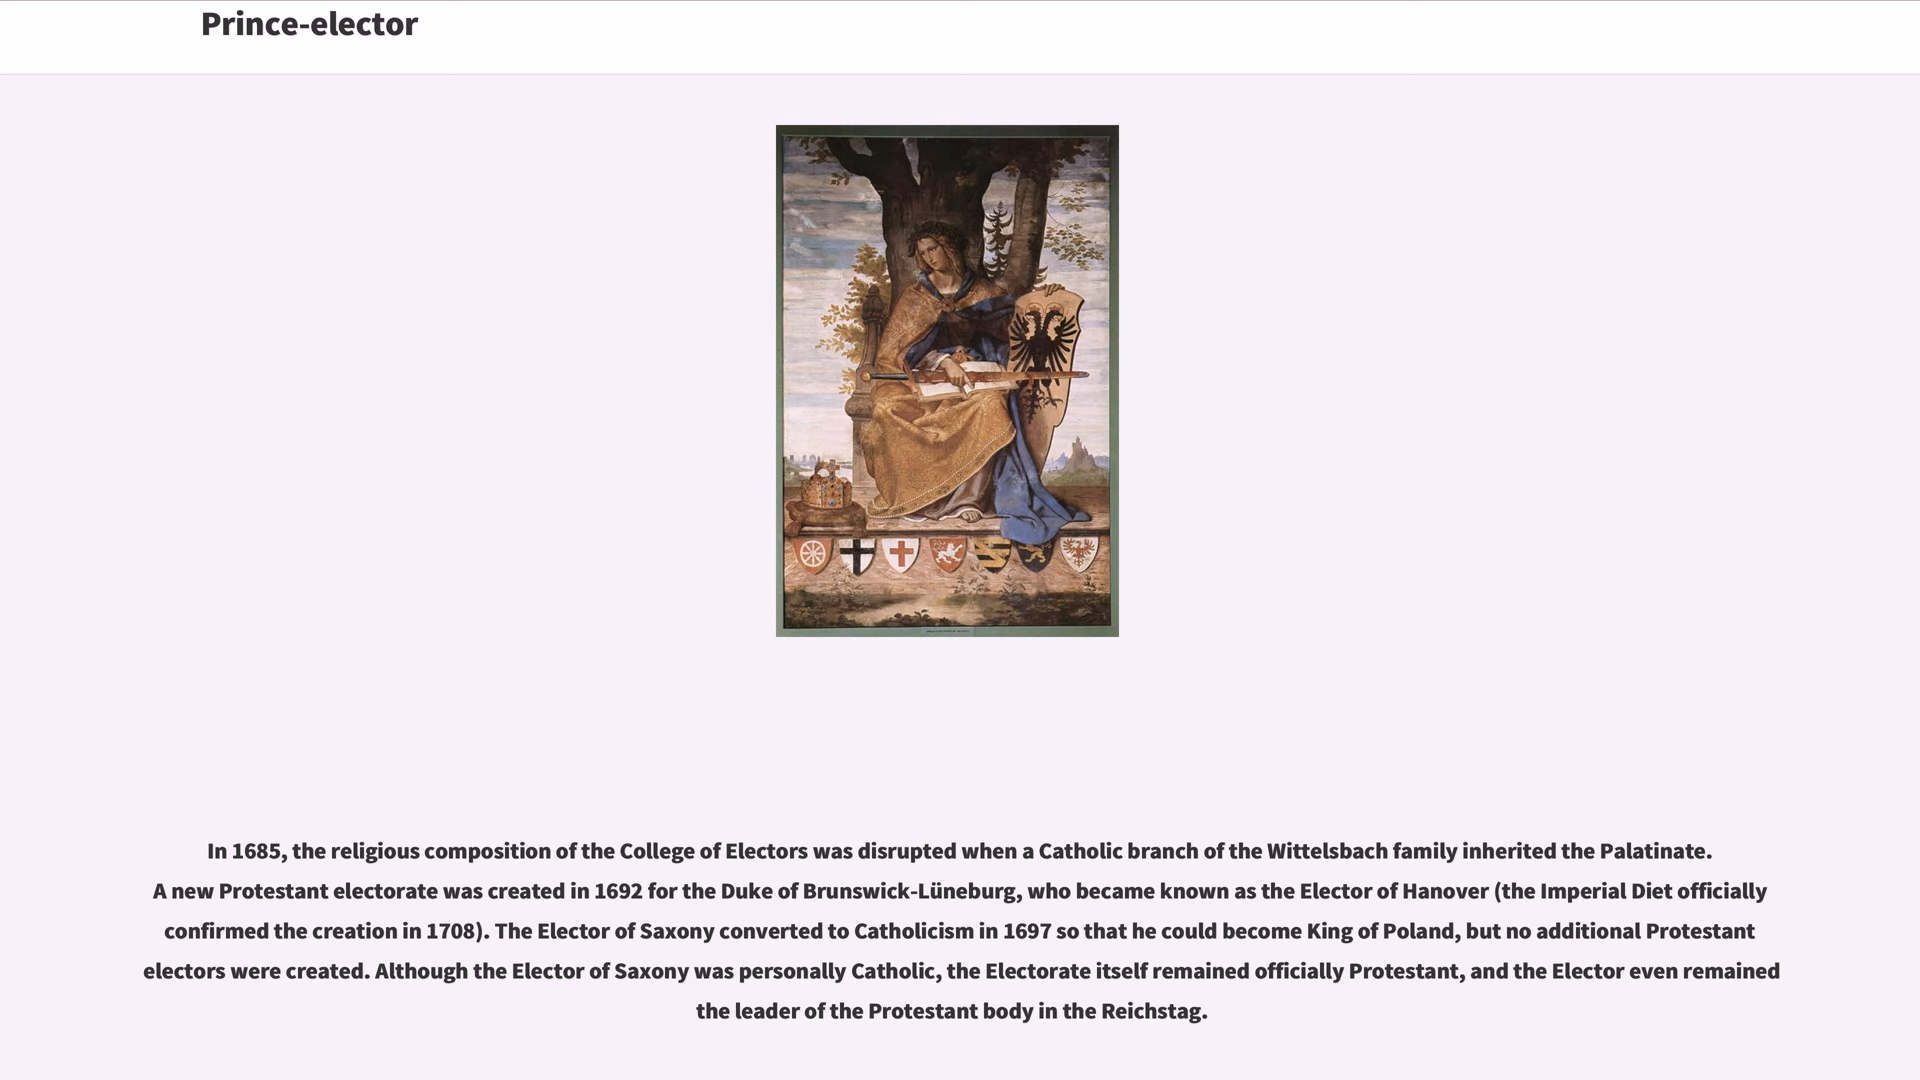 Prince-elector
In 1685, the religious composition of the College of Electors was disrupted when a Catholic branch of the Wittelsbach family inherited the Palatinate.
A new Protestant electorate was created in 1692 for the Duke of Brunswick-Lüneburg, who became known as the Elector of Hanover (the Imperial Diet officially
confirmed the creation in 1708). The Elector of Saxony converted to Catholicism in 1697 so that he could become King of Poland, but no additional Protestant
electors were created. Although the Elector of Saxony was personally Catholic, the Electorate itself remained officially Protestant, and the Elector even remained
the leader of the Protestant body in the Reichstag.